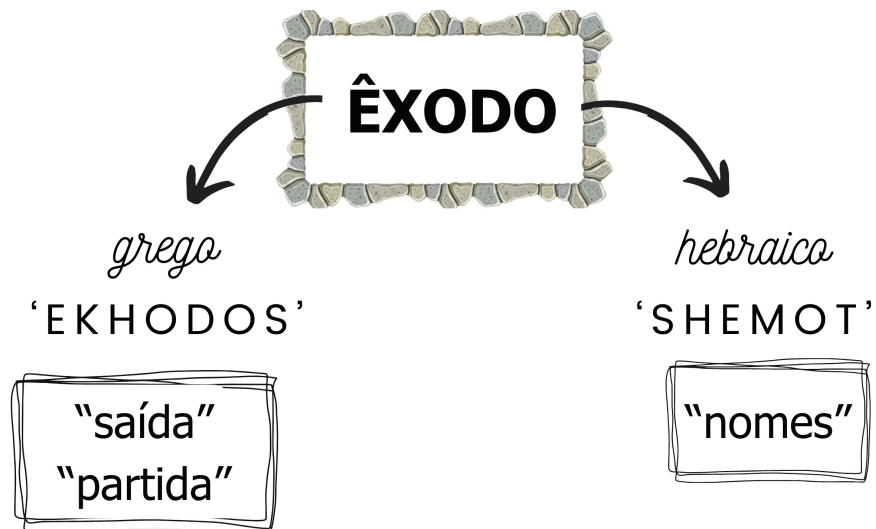 ÊXODO
grego
hebraico
‘EKHODOS’
‘SHEMOT’
“saída”
“partida”
“nomes”